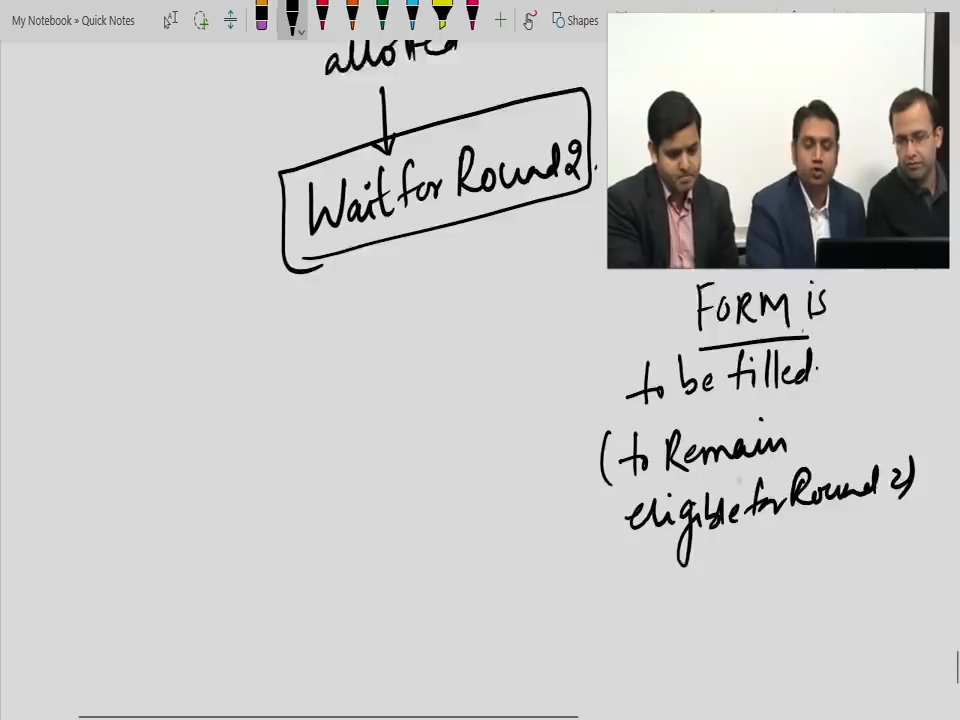 My Notebook » Quick Notes
Shapes
allotted
Wait for Round 2.
FORM is
to be filled.
(to Remain
eligible for Round 2)